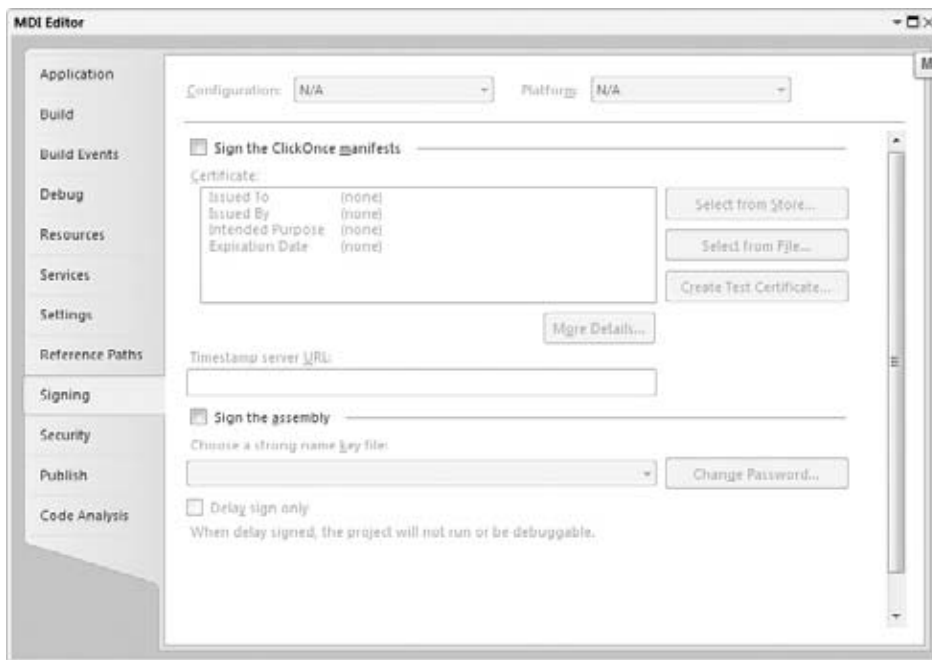 MDI Editor
M
Application
Build
Build Events
Debug
Resources
Services
Settings
Reference Paths
Signing
Security
Publish
Code Analysis
Configuration: N/A Platform: N/A
Sign the ClickOnce manifests
Certificate:
Issued To (none)
Issued By (none)
Intended Purpose (none)
Expiration Date (none)
Select from Store...
Select from File...
Create Test Certificate...
More Details...
Timestamp server URL:
Sign the assembly
Choose a strong name key file:
Change Password...
Delay sign only
When delay signed, the project will not run or be debuggable.